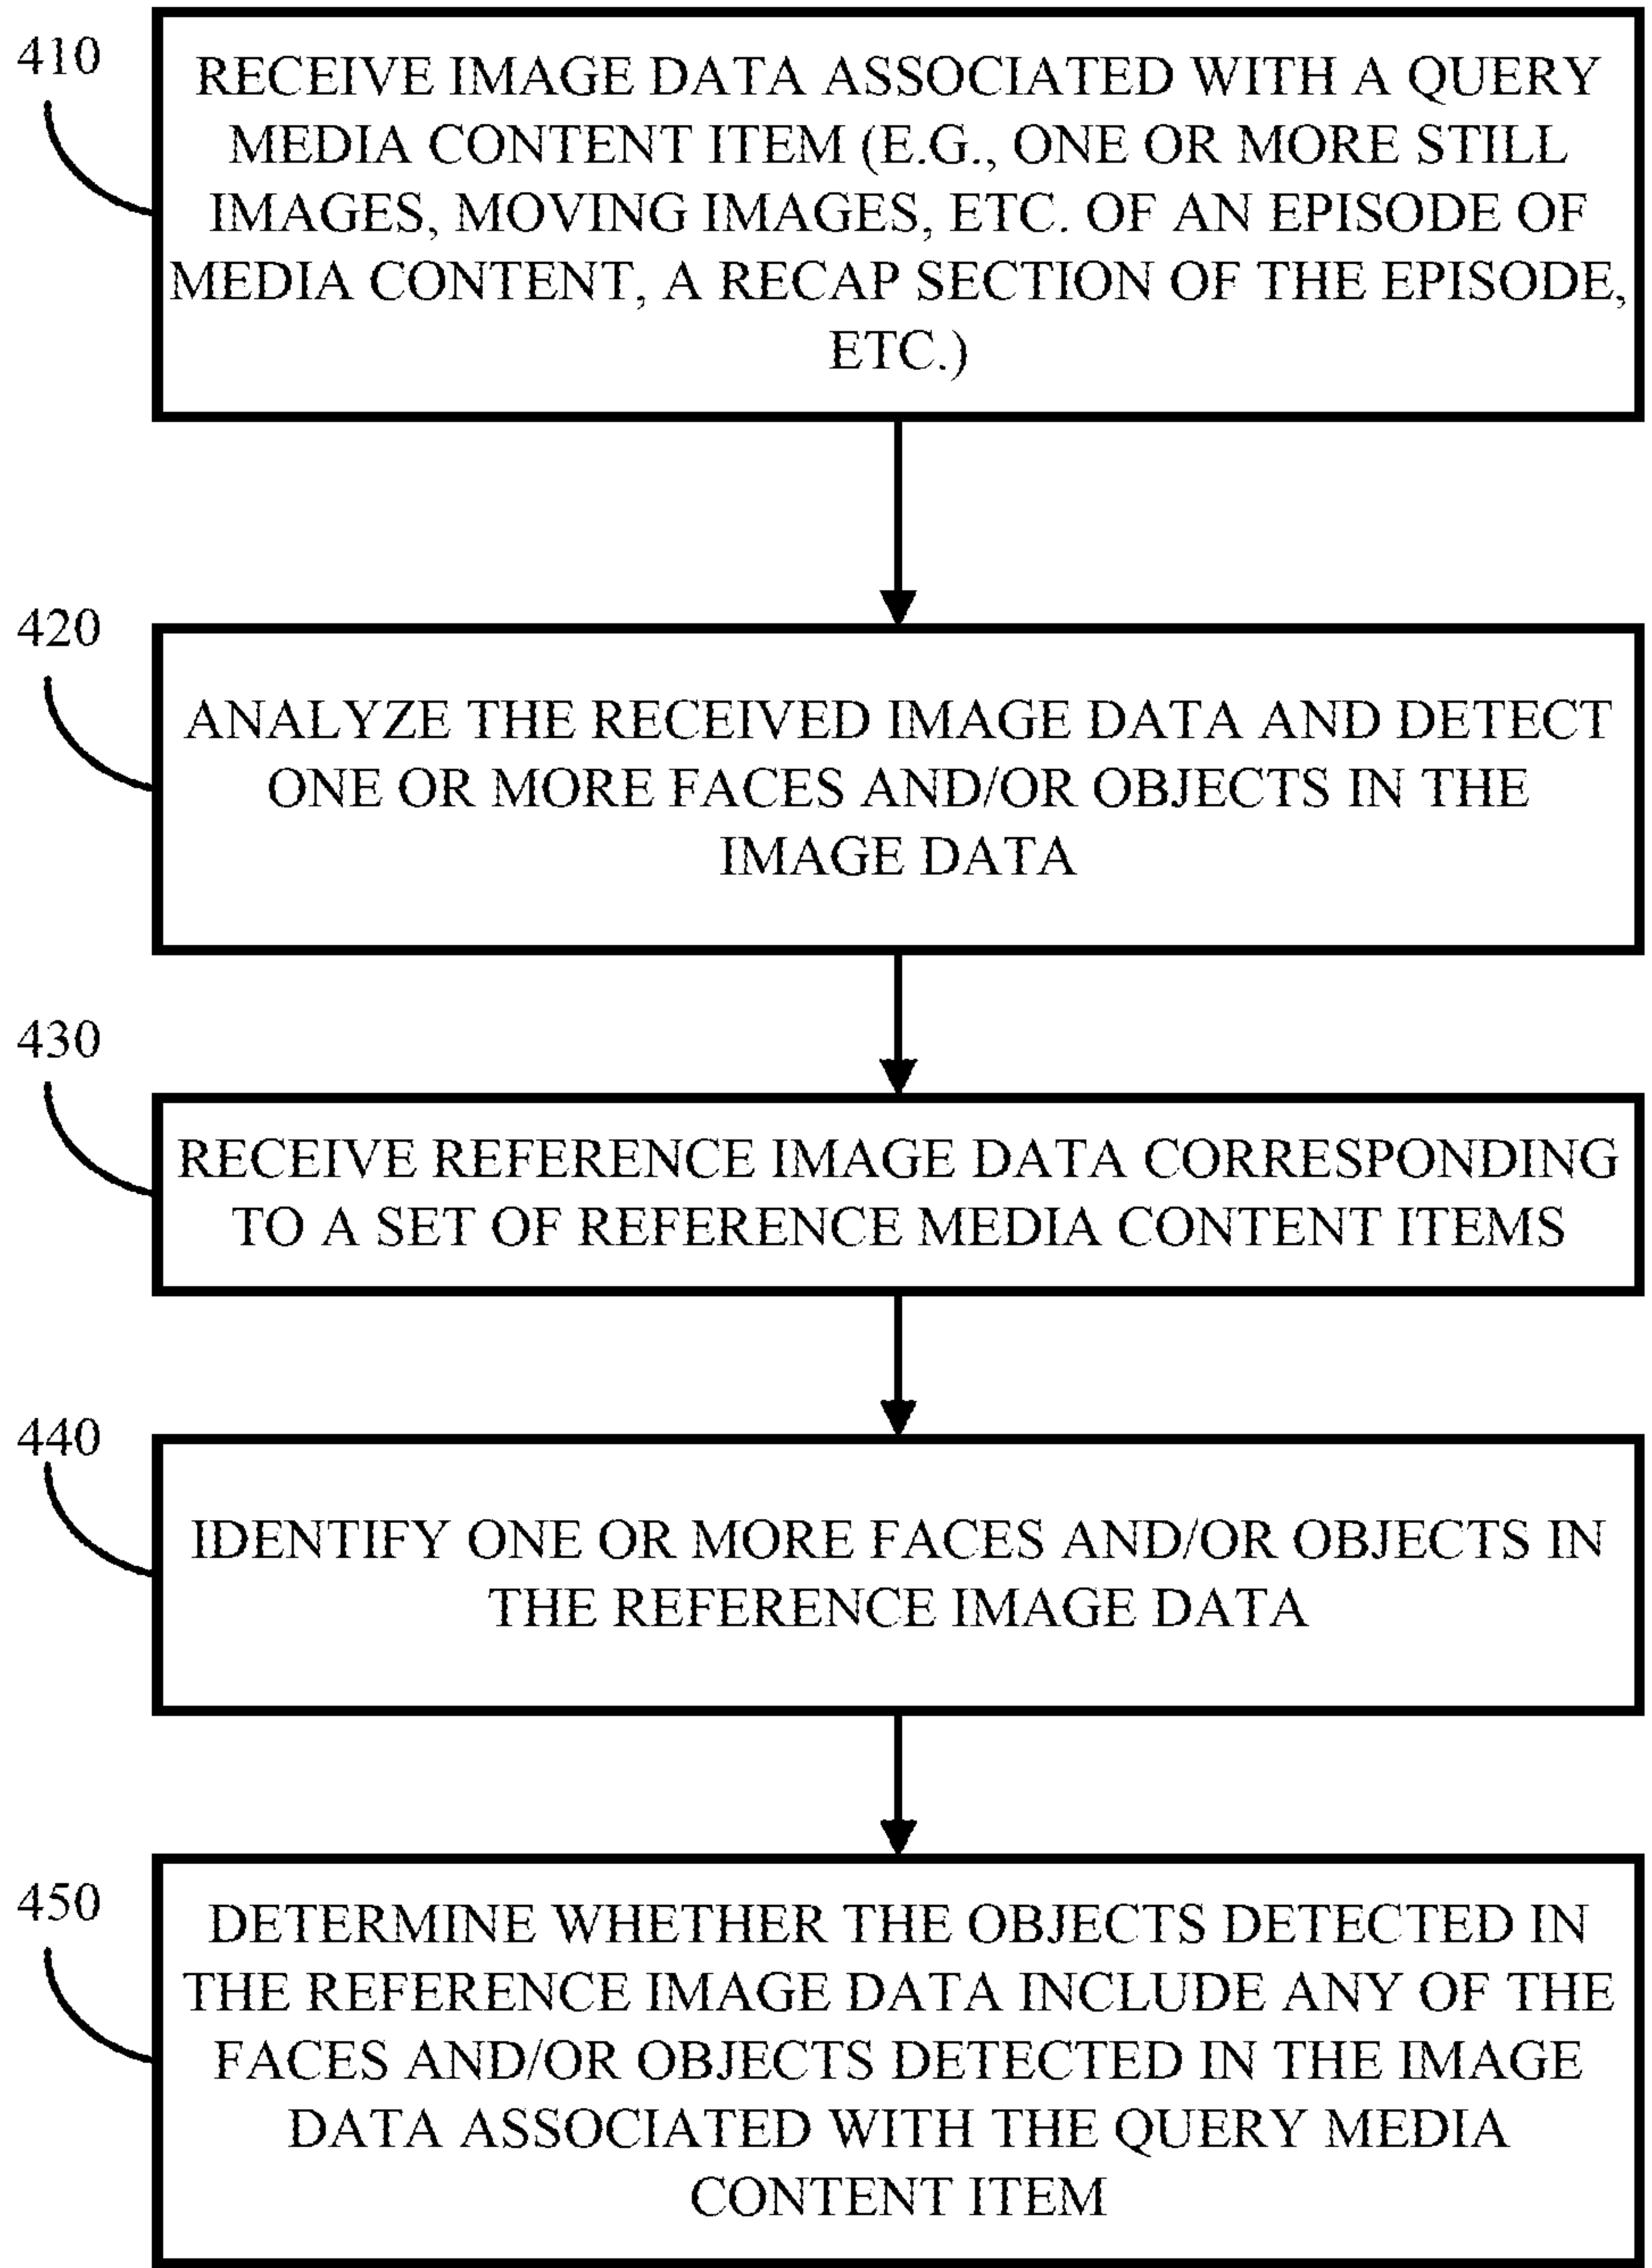 410
RECEIVE IMAGE DATA ASSOCIATED WITH A QUERY
MEDIA CONTENT ITEM (E.G., ONE OR MORE STILL
IMAGES, MOVING IMAGES, ETC. OF AN EPISODE OF
MEDIA CONTENT, A RECAP SECTION OF THE EPISODE,
ETC.)
420
ANALYZE THE RECEIVED IMAGE DATA AND DETECT
ONE OR MORE FACES AND/OR OBJECTS IN THE
IMAGE DATA
430
RECEIVE REFERENCE IMAGE DATA CORRESPONDING
TO A SET OF REFERENCE MEDIA CONTENT ITEMS
440
IDENTIFY ONE OR MORE FACES AND/OR OBJECTS IN
THE REFERENCE IMAGE DATA
450
DETERMINE WHETHER THE OBJECTS DETECTED IN
THE REFERENCE IMAGE DATA INCLUDE ANY OF THE
FACES AND/OR OBJECTS DETECTED IN THE IMAGE
DATA ASSOCIATED WITH THE QUERY MEDIA
CONTENT ITEM